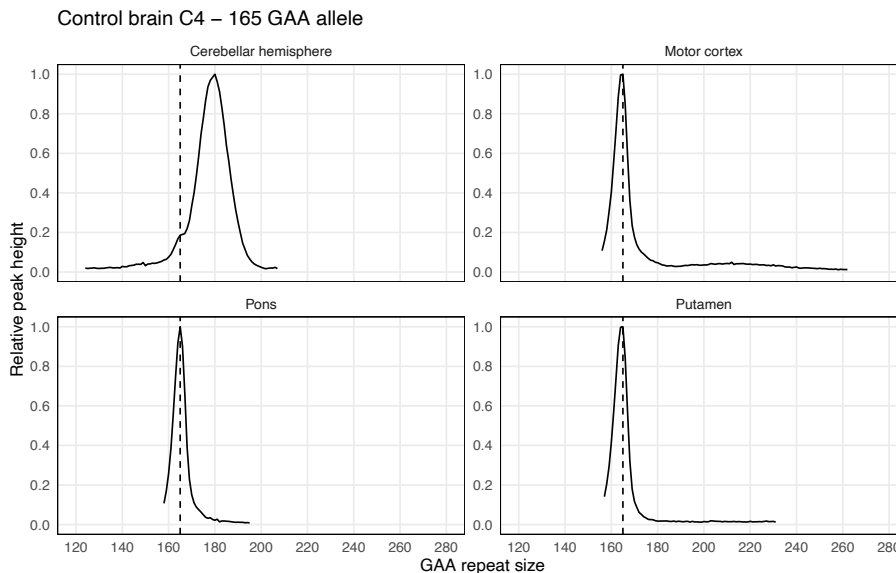 Control brain C4 – 165 GAA allele
Cerebellar hemisphere
Motor cortex
1.0
0.8
0.6
0.4
0.2
0.0
1.0
0.8
0.6
0.4
0.2
0.0
Pons
Putamen
1.0
0.8
0.6
0.4
0.2
0.0
1.0
0.8
0.6
0.4
0.2
0.0
Relative peak height
120 140 160 180 200 220 240 260 280
120 140 160 180 200 220 240 260 280
GAA repeat size